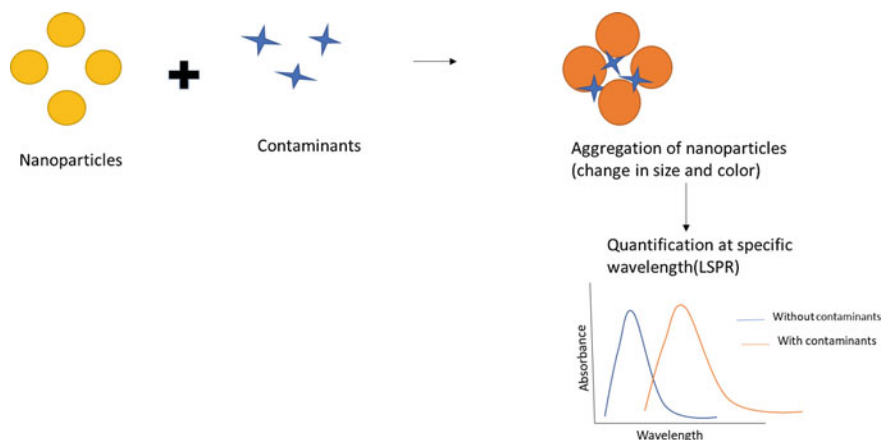 Nanoparticles
Contaminants
Aggregation of nanoparticles
(change in size and color)
Quantification at specific
wavelength(LSPR)
Absorbance
Without contaminants
With contaminants
Wavelength